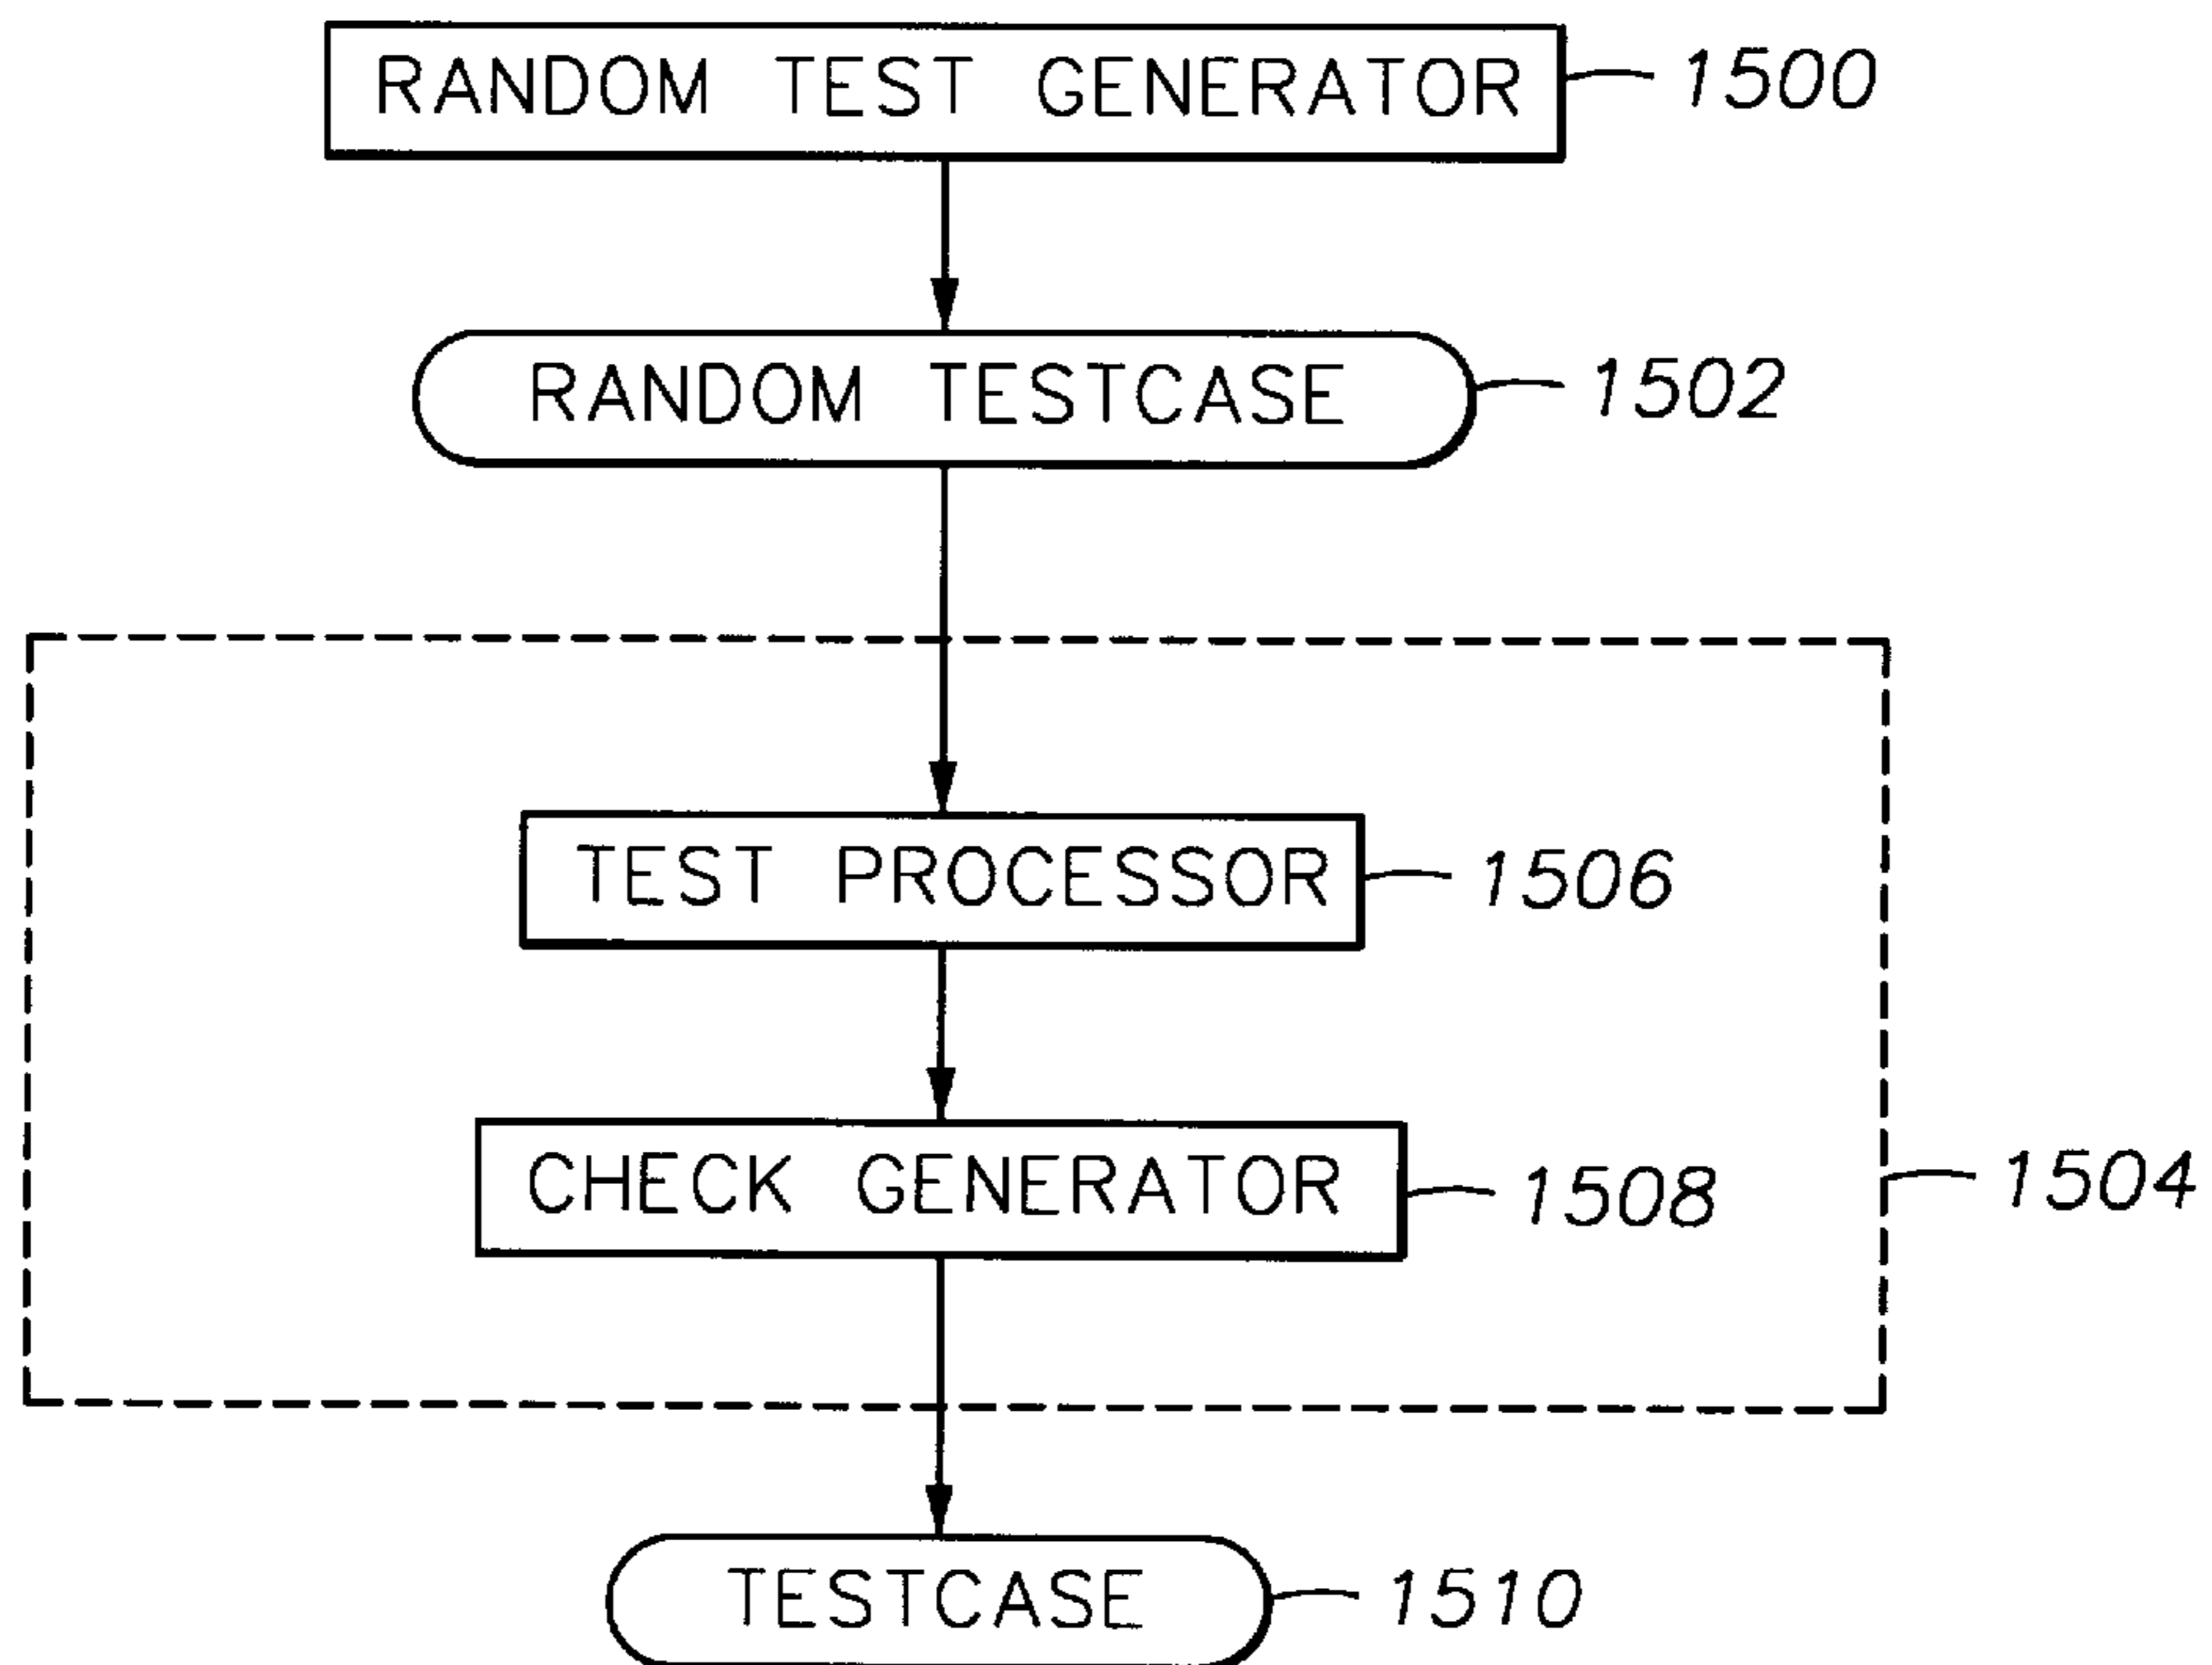 RANDOM TEST GENERATOR 1500
RANDOM TESTCASE 1502
TEST PROCESSOR 1506
CHECK GENERATOR 1508
1504
TESTCASE 1510